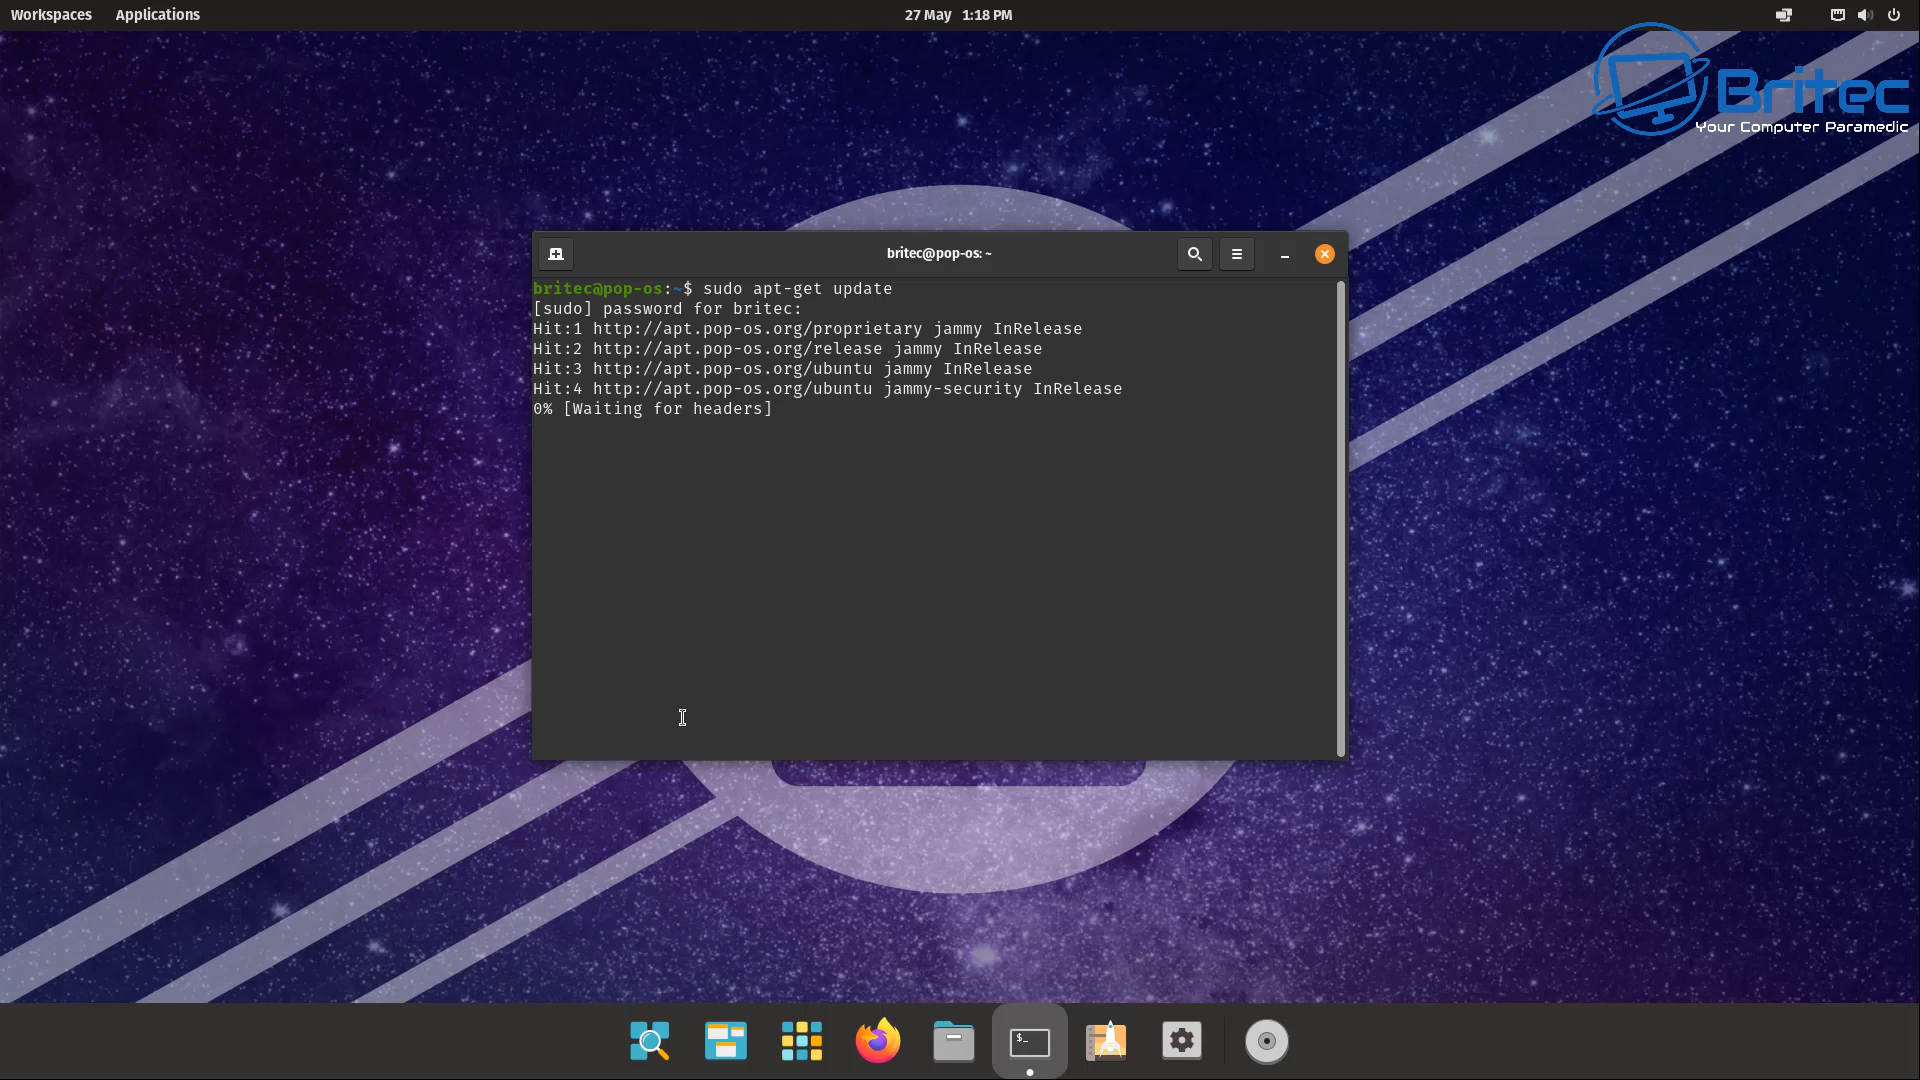 Workspaces Applications 27 May 1:18 PM
Britec
Your Computer Paramedic
britec@pop-os: ~
britec@pop-os:~$ sudo apt-get update
[sudo] password for britec:
Hit:1 http://apt.pop-os.org/proprietary jammy InRelease
Hit:2 http://apt.pop-os.org/release jammy InRelease
Hit:3 http://apt.pop-os.org/ubuntu jammy InRelease
Hit:4 http://apt.pop-os.org/ubuntu jammy-security InRelease
0% [Waiting for headers]
$_